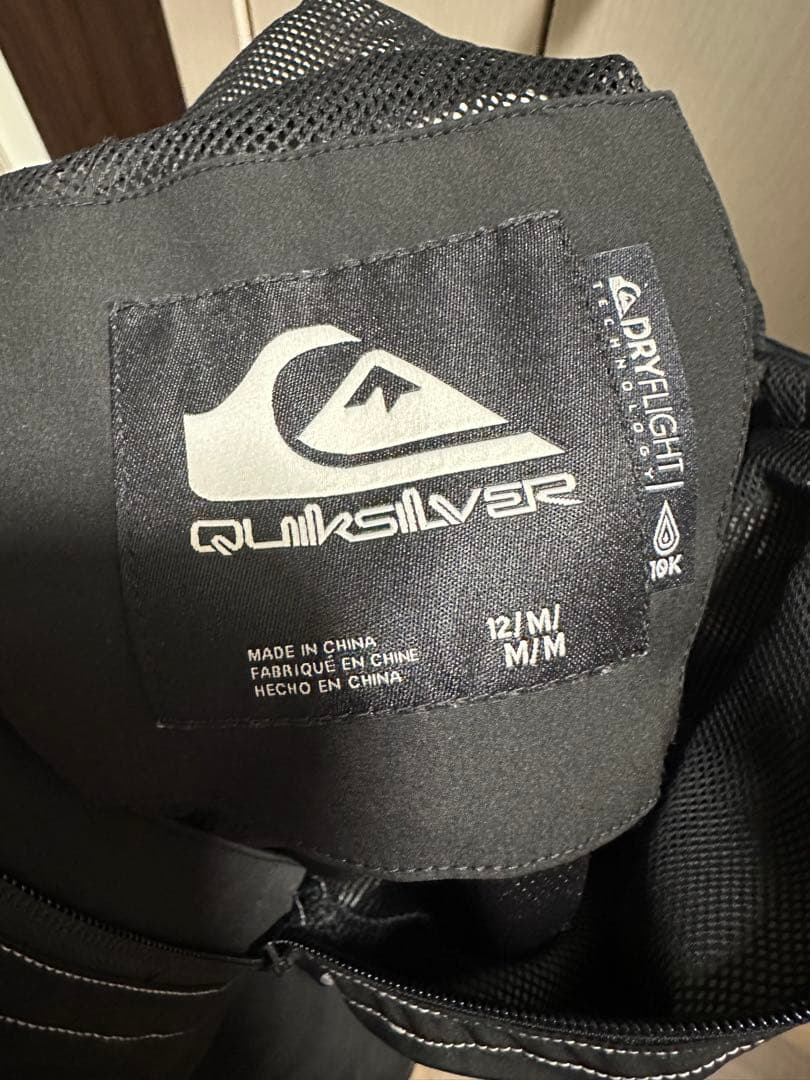 QUIKSILVER
MADE IN CHINA
FABRIQUÉ EN CHINE
HECHO EN CHINA
12/M/
M/M
DRYFLIGHT
TECHNOLOGY
10K